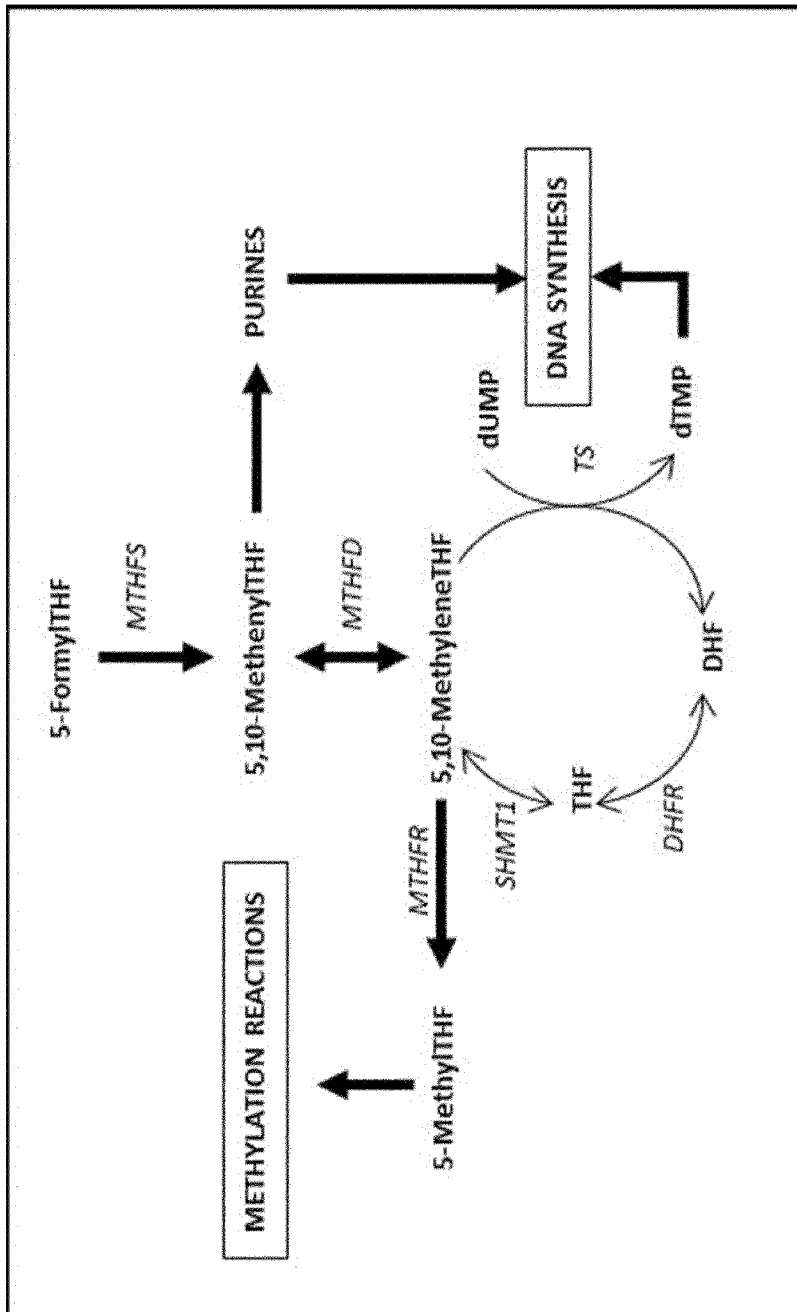 5-FormylTHF
MTHFS
METHYLATION REACTIONS
5,10-MethenylTHF
PURINES
MTHFD
5-MethylTHF
MTHFR
5,10-MethyleneTHF
dUMP
DNA SYNTHESIS
SHMT1
TS
THF
dTMP
DHFR
DHF